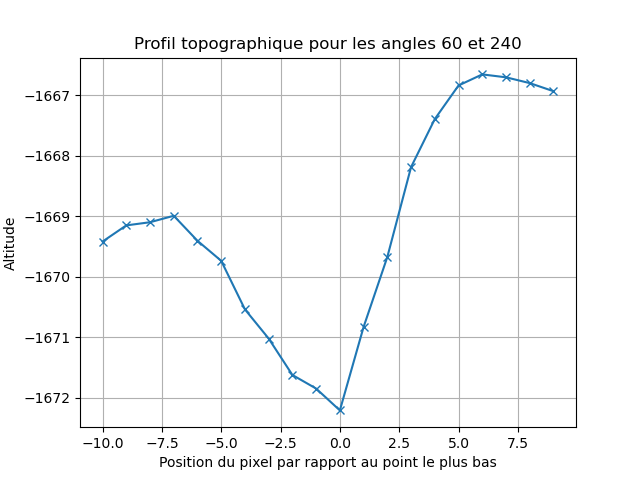 Profil topographique pour les angles 60 et 240
−1667
−1668
−1669
−1670
−1671
−1672
Altitude
−10.0 −7.5 −5.0 −2.5 0.0 2.5 5.0 7.5
Position du pixel par rapport au point le plus bas